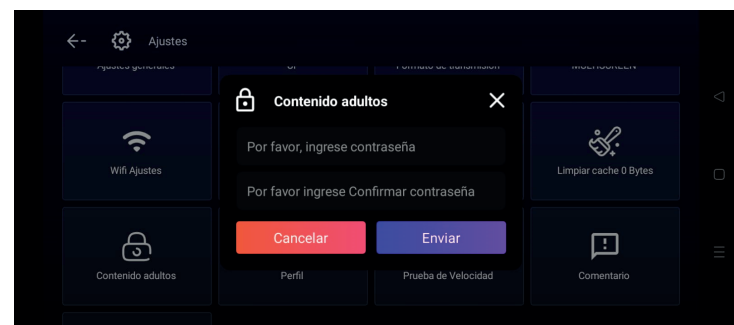 Ajustes
Ajustes generales
Formato de transmisión
MULTISCREEN
Contenido adultos
Por favor, ingrese contraseña
Wifi Ajustes
Limpiar cache 0 Bytes
Por favor ingrese Confirmar contraseña
Cancelar
Enviar
Contenido adultos
Perfil
Prueba de Velocidad
Comentario